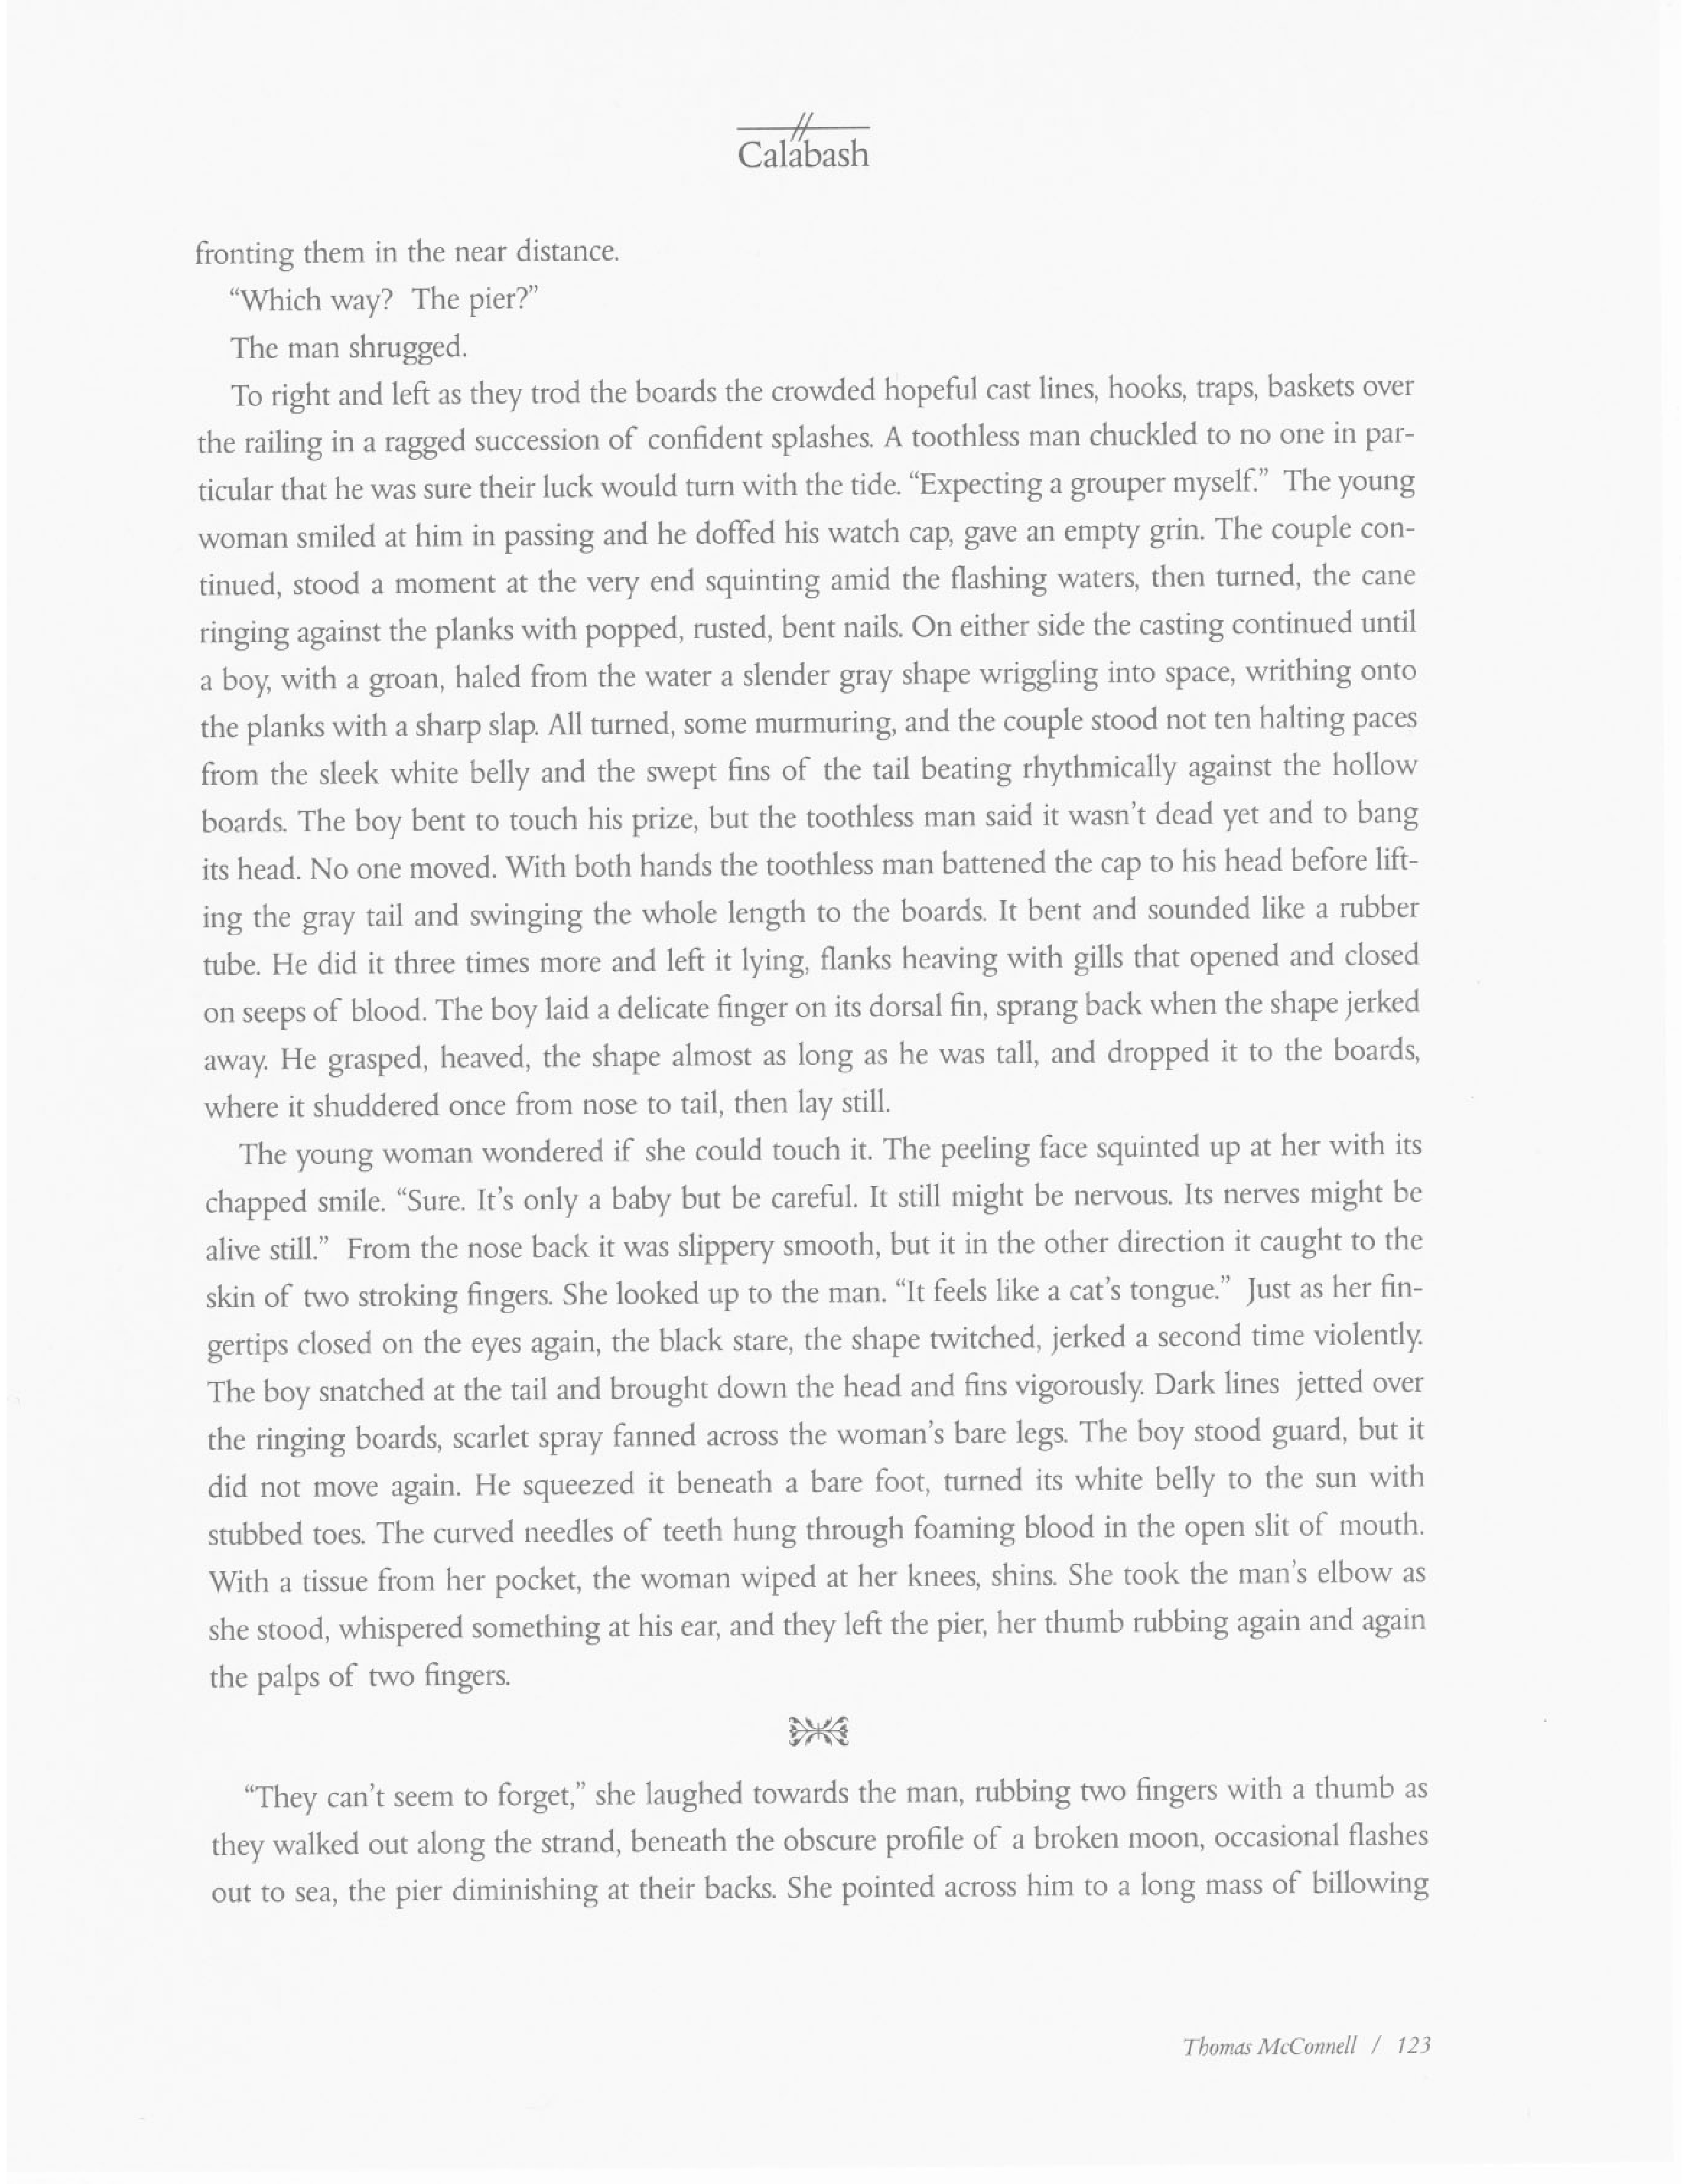 Calabash
fronting them in the near distance.
“Which way?  The pier?”
The man shrugged.
To right and left as they trod the boards the crowded hopeful cast lines, hooks, traps, baskets over
the railing in a ragged succession of confident splashes. A toothless man chuckled to no one in par-
ticular that he was sure their luck would turn with the tide. “Expecting a grouper myself.”  The young
woman smiled at him in passing and he doffed his watch cap, gave an empty grin. The couple con-
tinued, stood a moment at the very end squinting amid the flashing waters, then turned, the cane
ringing against the planks with popped, rusted, bent nails. On either side the casting continued until
a boy, with a groan, haled from the water a slender gray shape wriggling into space, writhing onto
the planks with a sharp slap. All turned, some murmuring, and the couple stood not ten halting paces
from the sleek white belly and the swept fins of the tail beating rhythmically against the hollow
boards. The boy bent to touch his prize, but the toothless man said it wasn’t dead yet and to bang
its head. No one moved. With both hands the toothless man battened the cap to his head before lift-
ing the gray tail and swinging the whole length to the boards. It bent and sounded like a rubber
tube. He did it three times more and left it lying, flanks heaving with gills that opened and closed
on seeps of blood. The boy laid a delicate finger on its dorsal fin, sprang back when the shape jerked
away. He grasped, heaved, the shape almost as long as he was tall, and dropped it to the boards,
where it shuddered once from nose to tail, then lay still.
The young woman wondered if she could touch it. The peeling face squinted up at her with its
chapped smile. “Sure. It’s only a baby but be careful. It still might be nervous. Its nerves might be
alive still.”  From the nose back it was slippery smooth, but it in the other direction it caught to the
skin of two stroking fingers. She looked up to the man. “It feels like a cat’s tongue.”  Just as her fin-
gertips closed on the eyes again, the black stare, the shape twitched, jerked a second time violently.
The boy snatched at the tail and brought down the head and fins vigorously. Dark lines jetted over
the ringing boards, scarlet spray fanned across the woman’s bare legs. The boy stood guard, but it
did not move again. He squeezed it beneath a bare foot, turned its white belly to the sun with
stubbed toes. The curved needles of teeth hung through foaming blood in the open slit of mouth.
With a tissue from her pocket, the woman wiped at her knees, shins. She took the man’s elbow as
she stood, whispered something at his ear, and they left the pier, her thumb rubbing again and again
the palps of two fingers.
“They can’t seem to forget,” she laughed towards the man, rubbing two fingers with a thumb as
they walked out along the strand, beneath the obscure profile of a broken moon, occasional flashes
out to sea, the pier diminishing at their backs. She pointed across him to a long mass of billowing
Thomas McConnell / 123